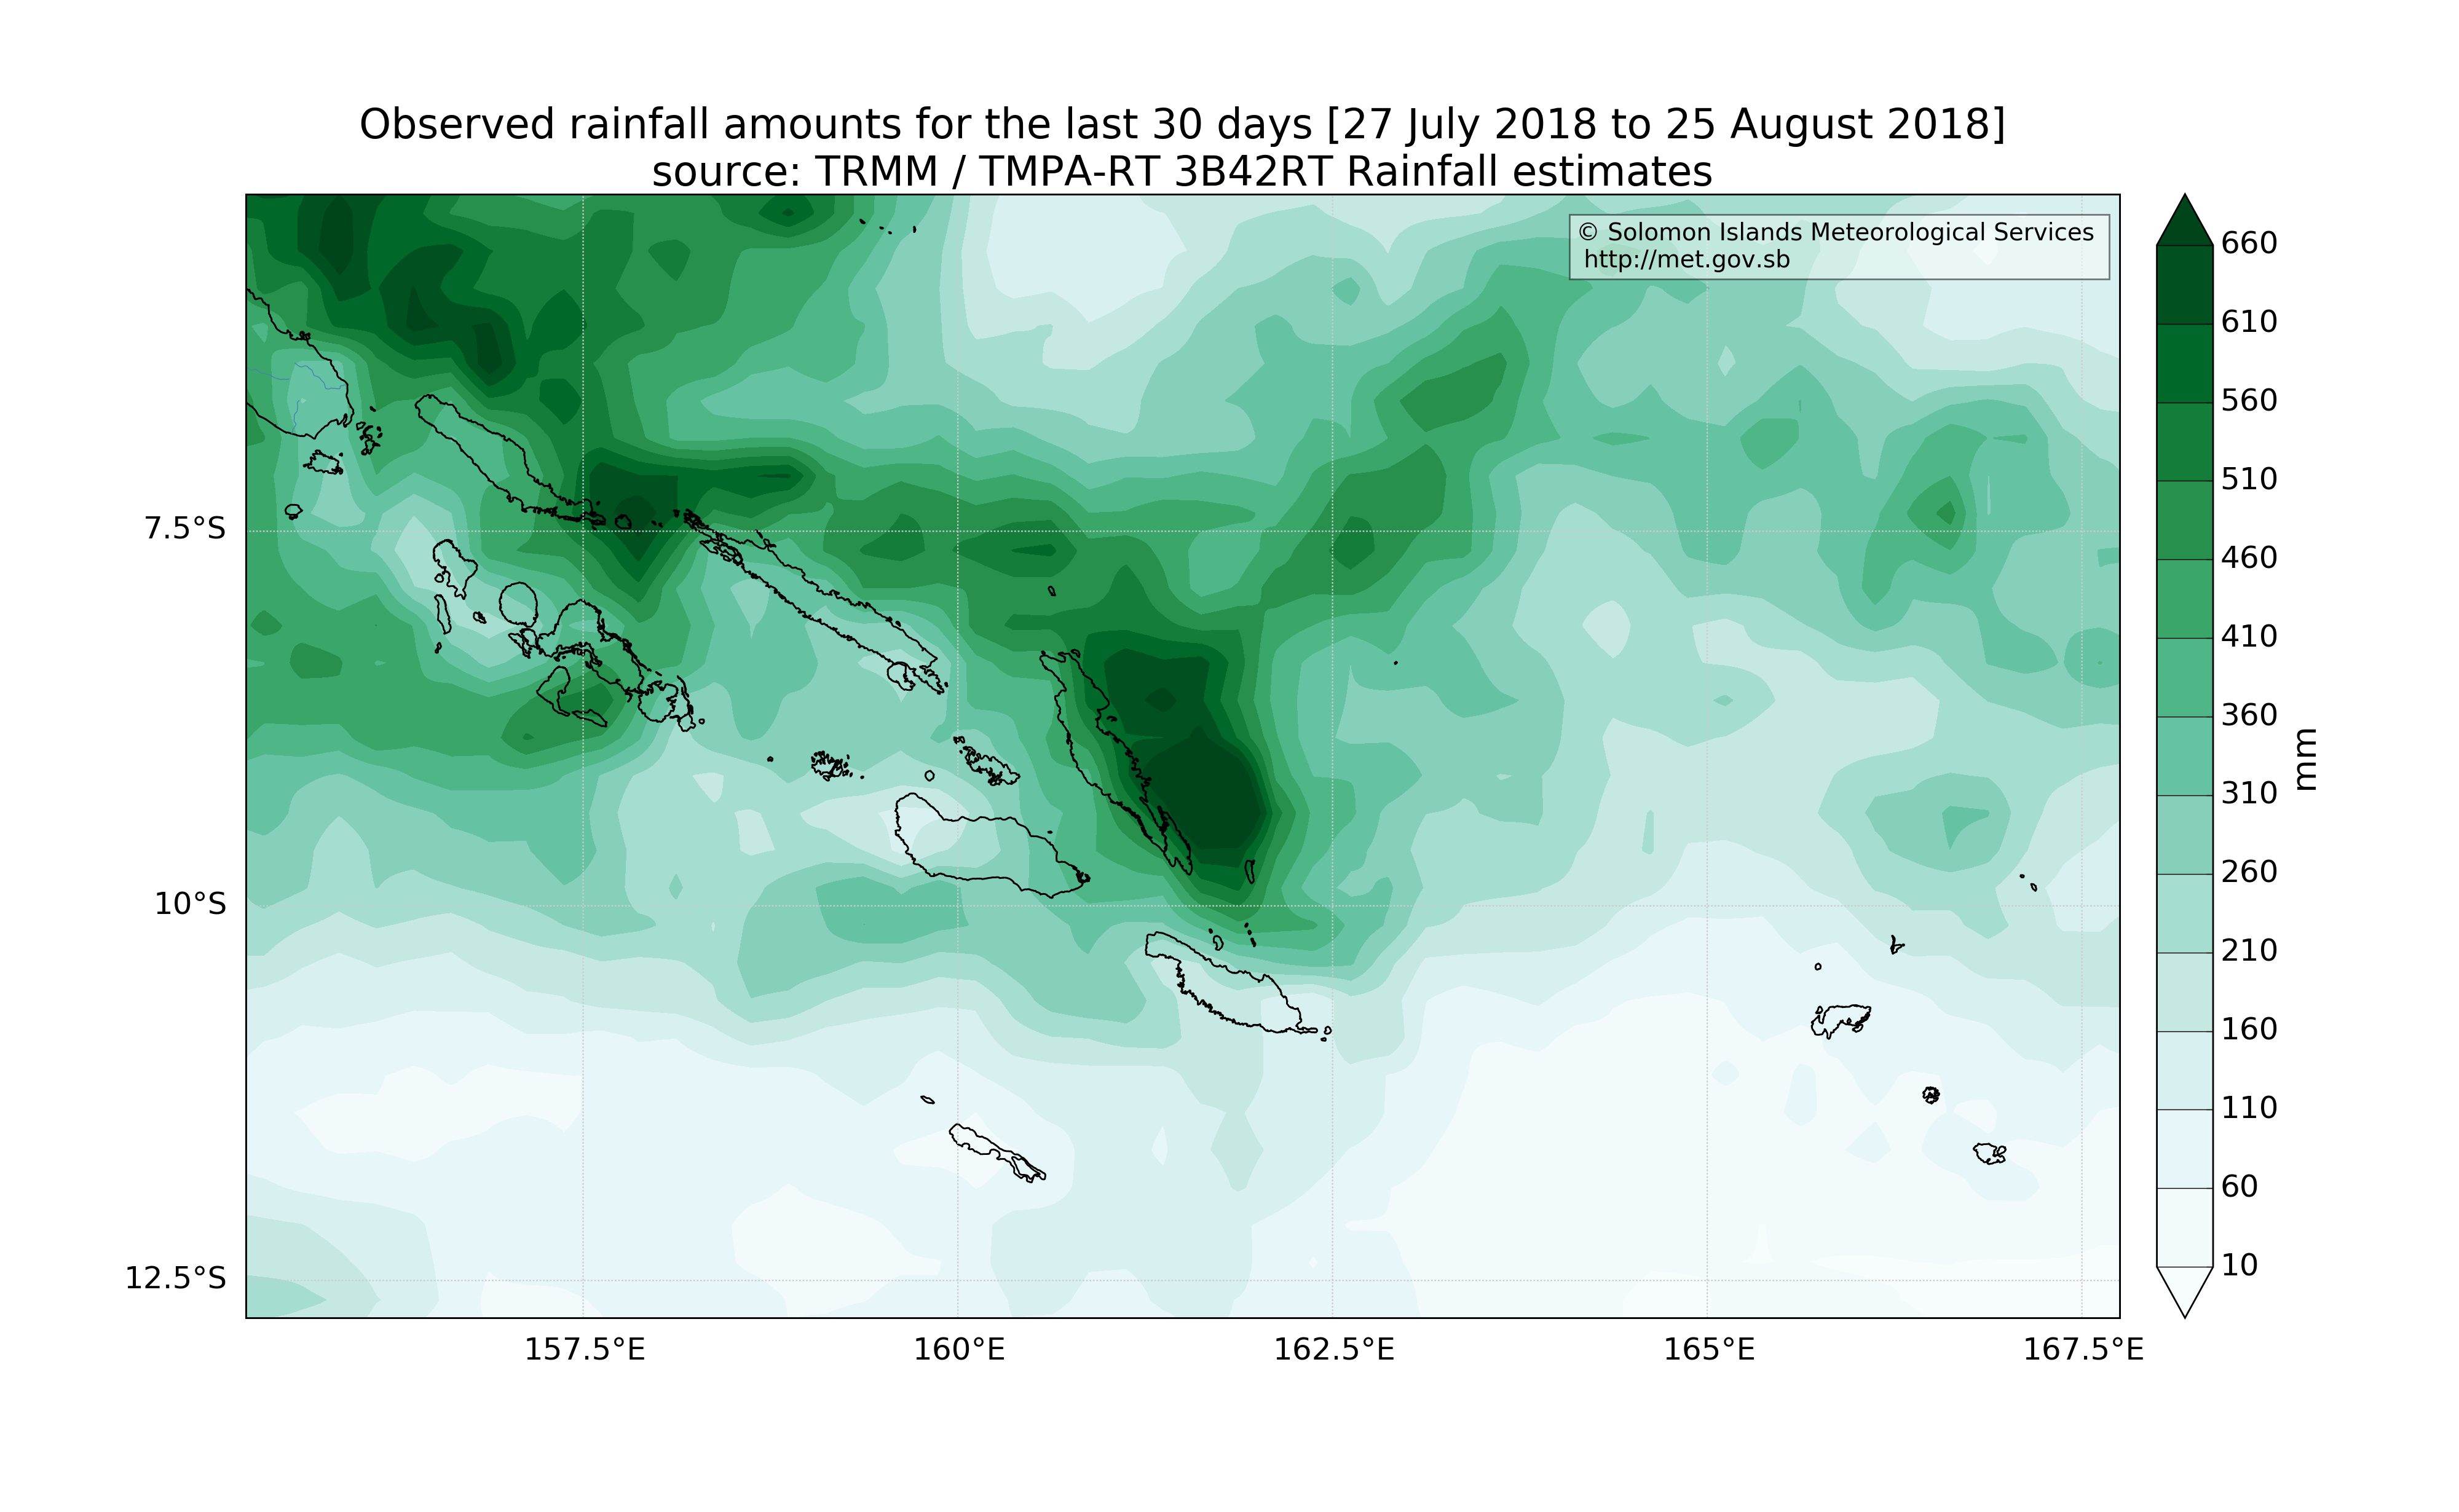 Observed rainfall amounts for the last 30 days [27 July 2018 to 25 August 2018]
source: TRMM / TMPA-RT 3B42RT Rainfall estimates
© Solomon Islands Meteorological Services
http://met.gov.sb
7.5°S
10°S
12.5°S
157.5°E
160°E
162.5°E
165°E
167.5°E
660
610
560
510
460
410
360
310
260
210
160
110
60
10
mm